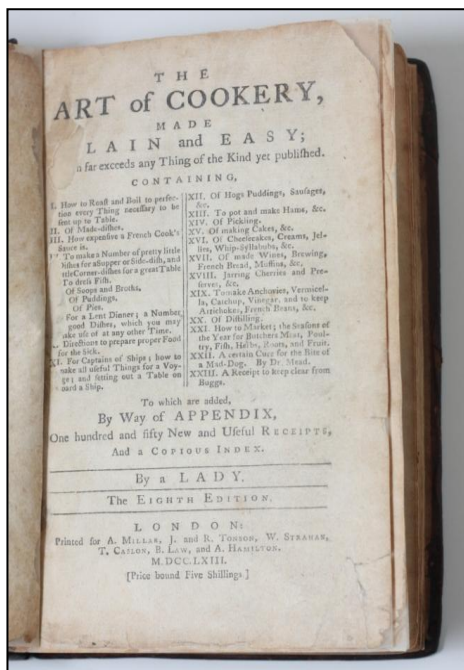 THE
ART of COOKERY,
MADE
LAIN and EASY;
far exceeds any Thing of the Kind yet published.
CONTAINING,
I. How to Roast and Boil to perfec-
tion every Thing necessary to be
sent up to Table.
II. Of Made-dishes.
III. How expensive a French Cook's
Sauce is.
To make a Number of pretty little
Dishes for a Supper or Side-dish, and
ttleCorner-dishes for a great Table
To dress Fish.
Of Soops and Broths.
Of Puddings.
Of Pies.
For a Lent Dinner; a Number
good Dishes, which you may
ake use of at any other Time.
Directions to prepare proper Food
for the Sick.
XI. For Captains of Ships; how to
make all useful Things for a Voy-
ge; and setting out a Table on
oard a Ship.
XII. Of Hogs Puddings, Sausages,
&c.
XIII. To pot and make Hams, &c.
XIV. Of Pickling.
XV. Of making Cakes, &c.
XVI. Of Cheesecakes, Creams, Jel-
lies, Whip-Syllabubs, &c.
XVII. Of made Wines, Brewing,
French Bread, Muffins, &c.
XVIII. Jarring Cherries and Pre-
serves, &c.
XIX. To make Anchovies, Vermicel-
la, Catchup, Vinegar, and to keep
Artichokes, French Beans, &c.
XX. Of Distilling.
XXI. How to Market; the Seasons of
the Year for Butchers Meat, Poul-
try, Fish, Herbs, Roots, and Fruit.
XXII. A certain Cure for the Bite of
a Mad-Dog. By Dr. Mead.
XXIII. A Receipt to keep clear from
Buggs.
To which are added,
By Way of APPENDIX,
One hundred and fifty New and Useful RECEIPTS,
And a COPIOUS INDEX.
By a LADY.
The EIGHTH EDITION.
LONDON:
Printed for A. MILLAR, J. and R. TONSON, W. STRAHAN,
T. CASLON, B. LAW, and A. HAMILTON.
M.DCC.LXIII.
[Price bound Five Shillings.]